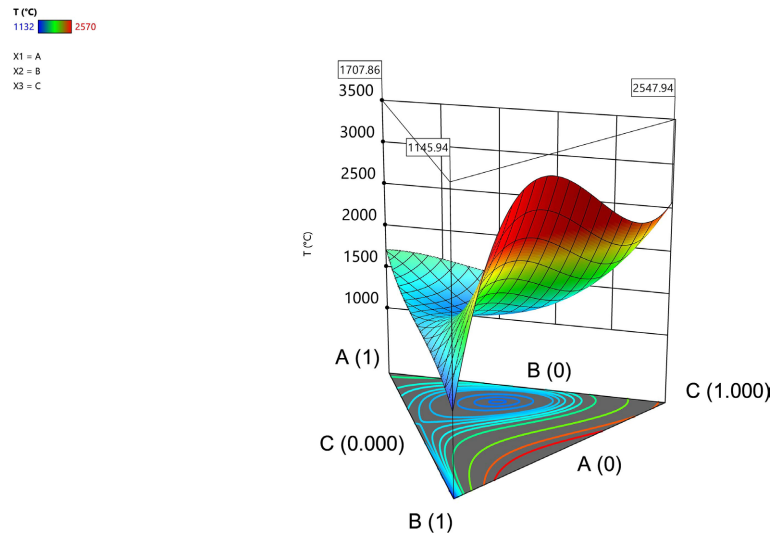 T (°C)
1132 2570
X1 = A
X2 = B
X3 = C
1707.86
2547.94
1145.94
3500
3000
2500
2000
1500
1000
T (°C)
A (1)
B (0)
C (1.000)
C (0.000)
A (0)
B (1)